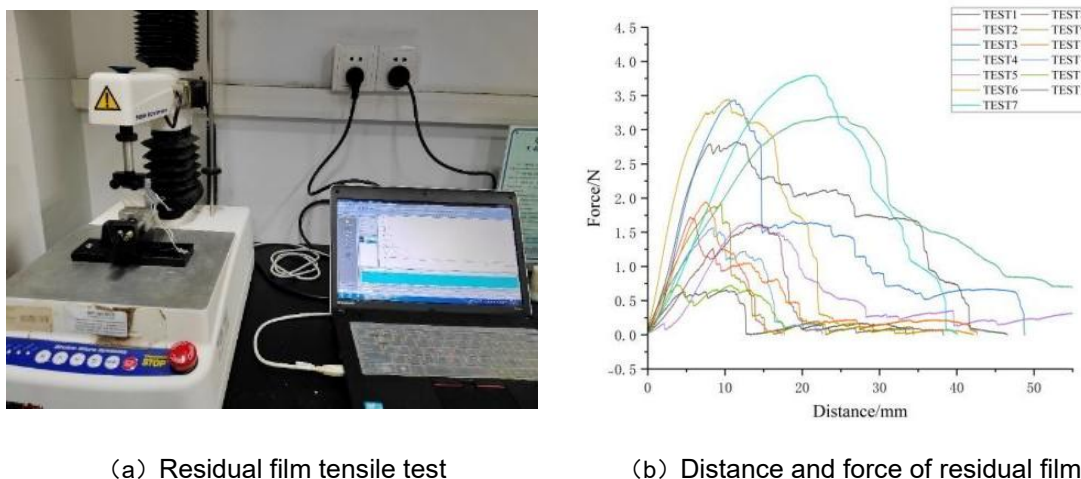 STOP
4.5
4.0
3.5
3.0
2.5
2.0
1.5
1.0
0.5
0.0
-0.5
Force/N
0 10 20 30 40 50
Distance/mm
TEST1
TEST2
TEST3
TEST4
TEST5
TEST6
TEST7
（a）Residual film tensile test
（b）Distance and force of residual film